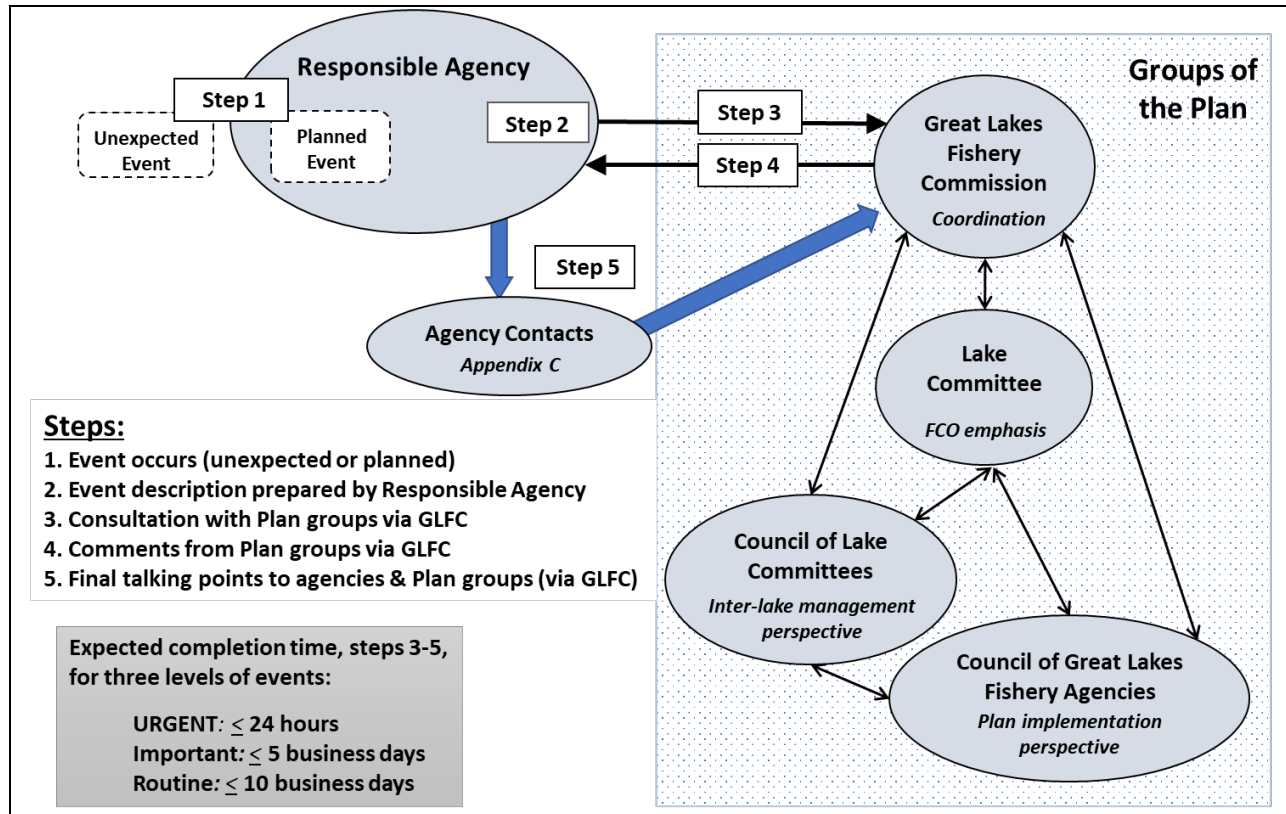 Responsible Agency
Step 1
Unexpected
Event
Planned
Event
Step 2
Step 3
Step 4
Step 5
Agency Contacts
Appendix C
Groups of
the Plan
Great Lakes
Fishery
Commission
Coordination
Lake
Committee
FCO emphasis
Council of Lake
Committees
Inter-lake management
perspective
Council of Great Lakes
Fishery Agencies
Plan implementation
perspective
Steps:
1. Event occurs (unexpected or planned)
2. Event description prepared by Responsible Agency
3. Consultation with Plan groups via GLFC
4. Comments from Plan groups via GLFC
5. Final talking points to agencies & Plan groups (via GLFC)
Expected completion time, steps 3-5,
for three levels of events:
URGENT: ≤ 24 hours
Important: ≤ 5 business days
Routine: ≤ 10 business days